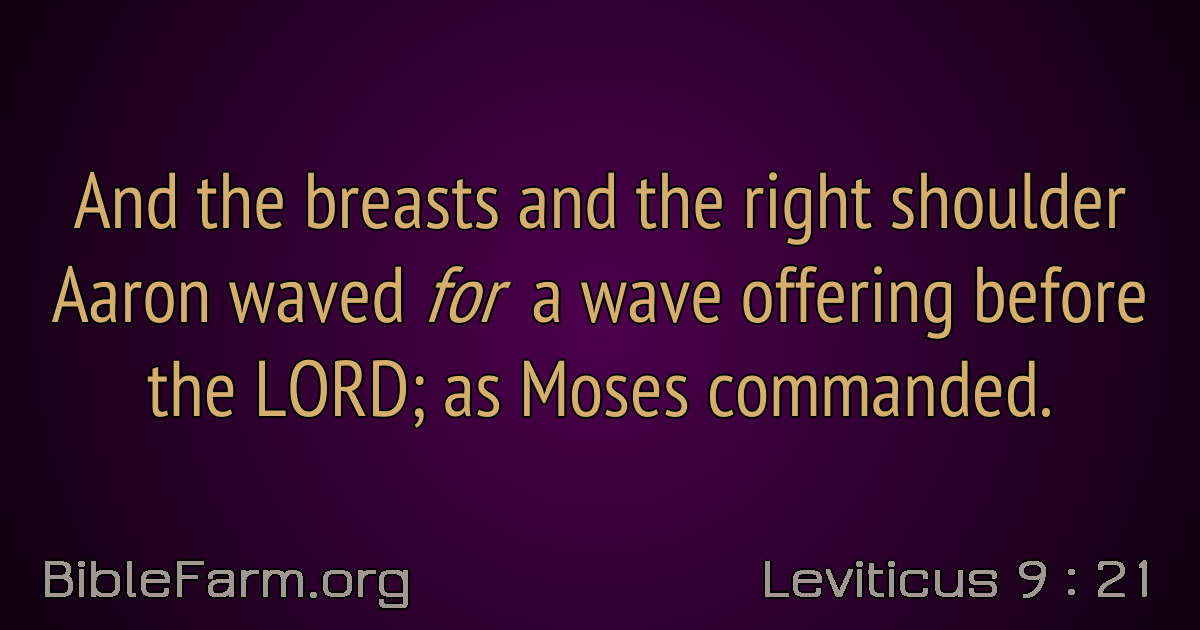 And the breasts and the right shoulder
Aaron waved for a wave offering before
the LORD; as Moses commanded.
BibleFarm.org
Leviticus 9 : 21